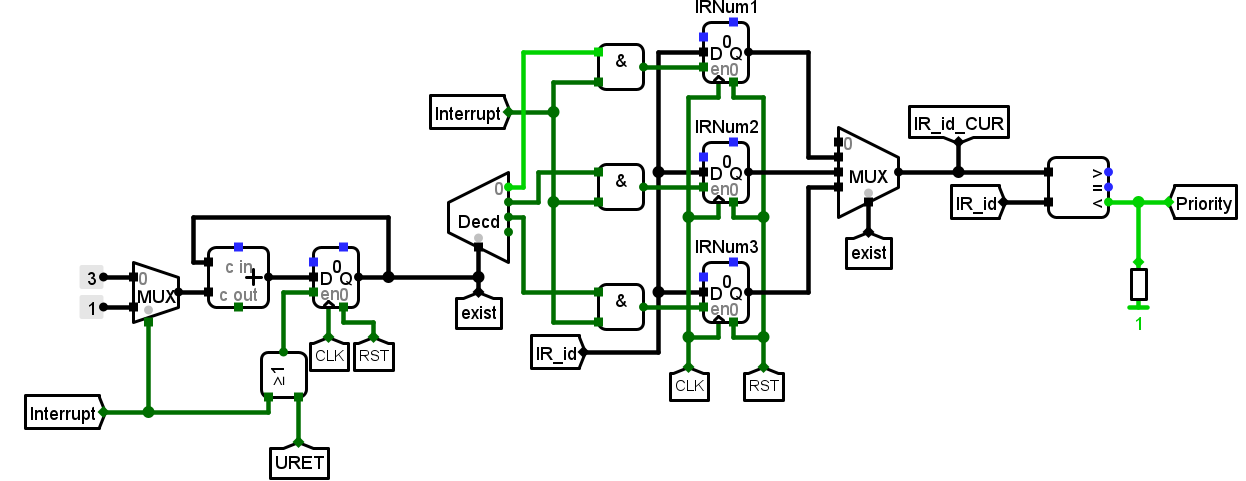 IRNum1
0
D Q
en0
&
Interrupt
IRNum2
0
D Q
en0
&
0
MUX
exist
IR_id_CUR
IR_id
>
=
<
Priority
1
0
Decd
exist
3
1
0
MUX
c in
+
c out
0
D Q
en0
CLK
RST
≥1
Interrupt
URET
IRNum3
0
D Q
en0
&
IR_id
CLK
RST